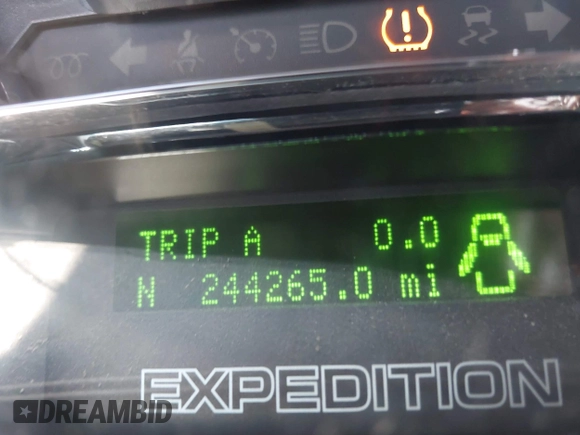 TRIP A 0.0
N 244265.0 mi
EXPEDITION
DREAMBID